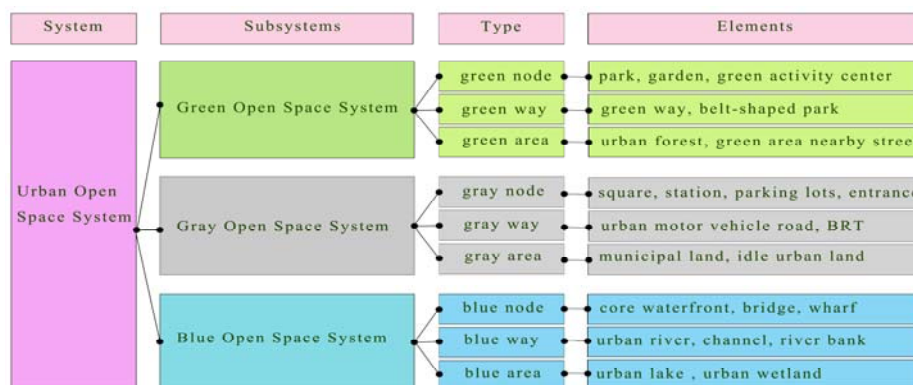 System Subsystems Type Elements
green node park, garden, green activity center
Green Open Space System green way green way, belt-shaped park
green area urban forest, green area nearby stree
Urban Open
Space System
gray node square, station, parking lots, entrance
Gray Open Space System gray way urban motor vehicle road, BRT
gray area municipal land, idle urban land
blue node core waterfront, bridge, wharf
Blue Open Space System blue way urban river, channel, river bank
blue area urban lake , urban wetland